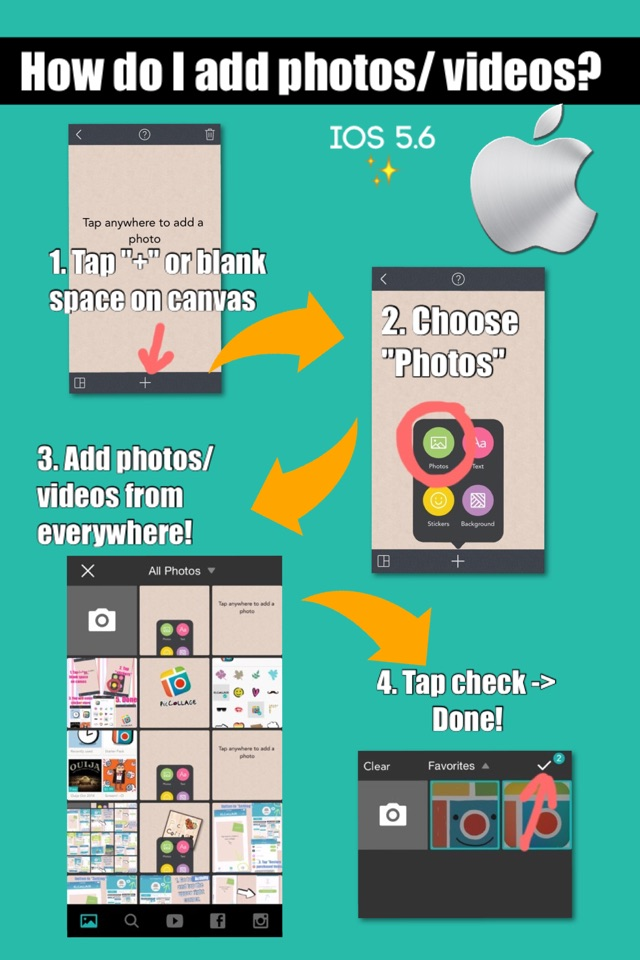 How do I add photos/ videos?
IOS 5.6
Tap anywhere to add a
photo
1. Tap "+" or blank
space on canvas
2. Choose
"Photos"
Photos
Text
Stickers
Background
3. Add photos/
videos from
everywhere!
All Photos
Tap anywhere to add a
photo
PicCollage
OUIJA
Tap anywhere to add a
photo
4. Tap check ->
Done!
Clear
Favorites
2